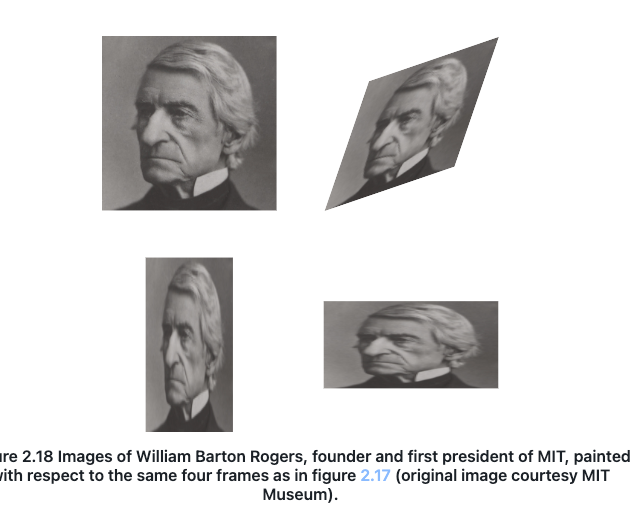 ure 2.18 Images of William Barton Rogers, founder and first president of MIT, painted
with respect to the same four frames as in figure 2.17 (original image courtesy MIT
Museum).